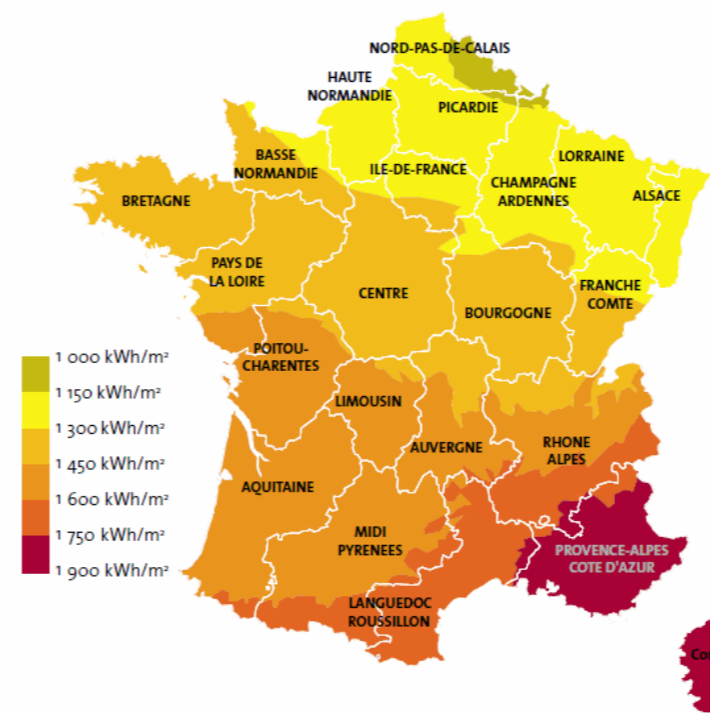 NORD-PAS-DE-CALAIS
HAUTE
NORMANDIE
PICARDIE
BASSE
NORMANDIE
ILE-DE-FRANCE
LORRAINE
CHAMPAGNE
ARDENNES
ALSACE
BRETAGNE
PAYS DE
LA LOIRE
CENTRE
BOURGOGNE
FRANCHE
COMTE
POITOU-
CHARENTES
LIMOUSIN
AUVERGNE
RHONE
ALPES
AQUITAINE
MIDI
PYRENEES
PROVENCE-ALPES
COTE D'AZUR
LANGUEDOC
ROUSSILLON
1 000 kWh/m²
1 150 kWh/m²
1 300 kWh/m²
1 450 kWh/m²
1 600 kWh/m²
1 750 kWh/m²
1 900 kWh/m²